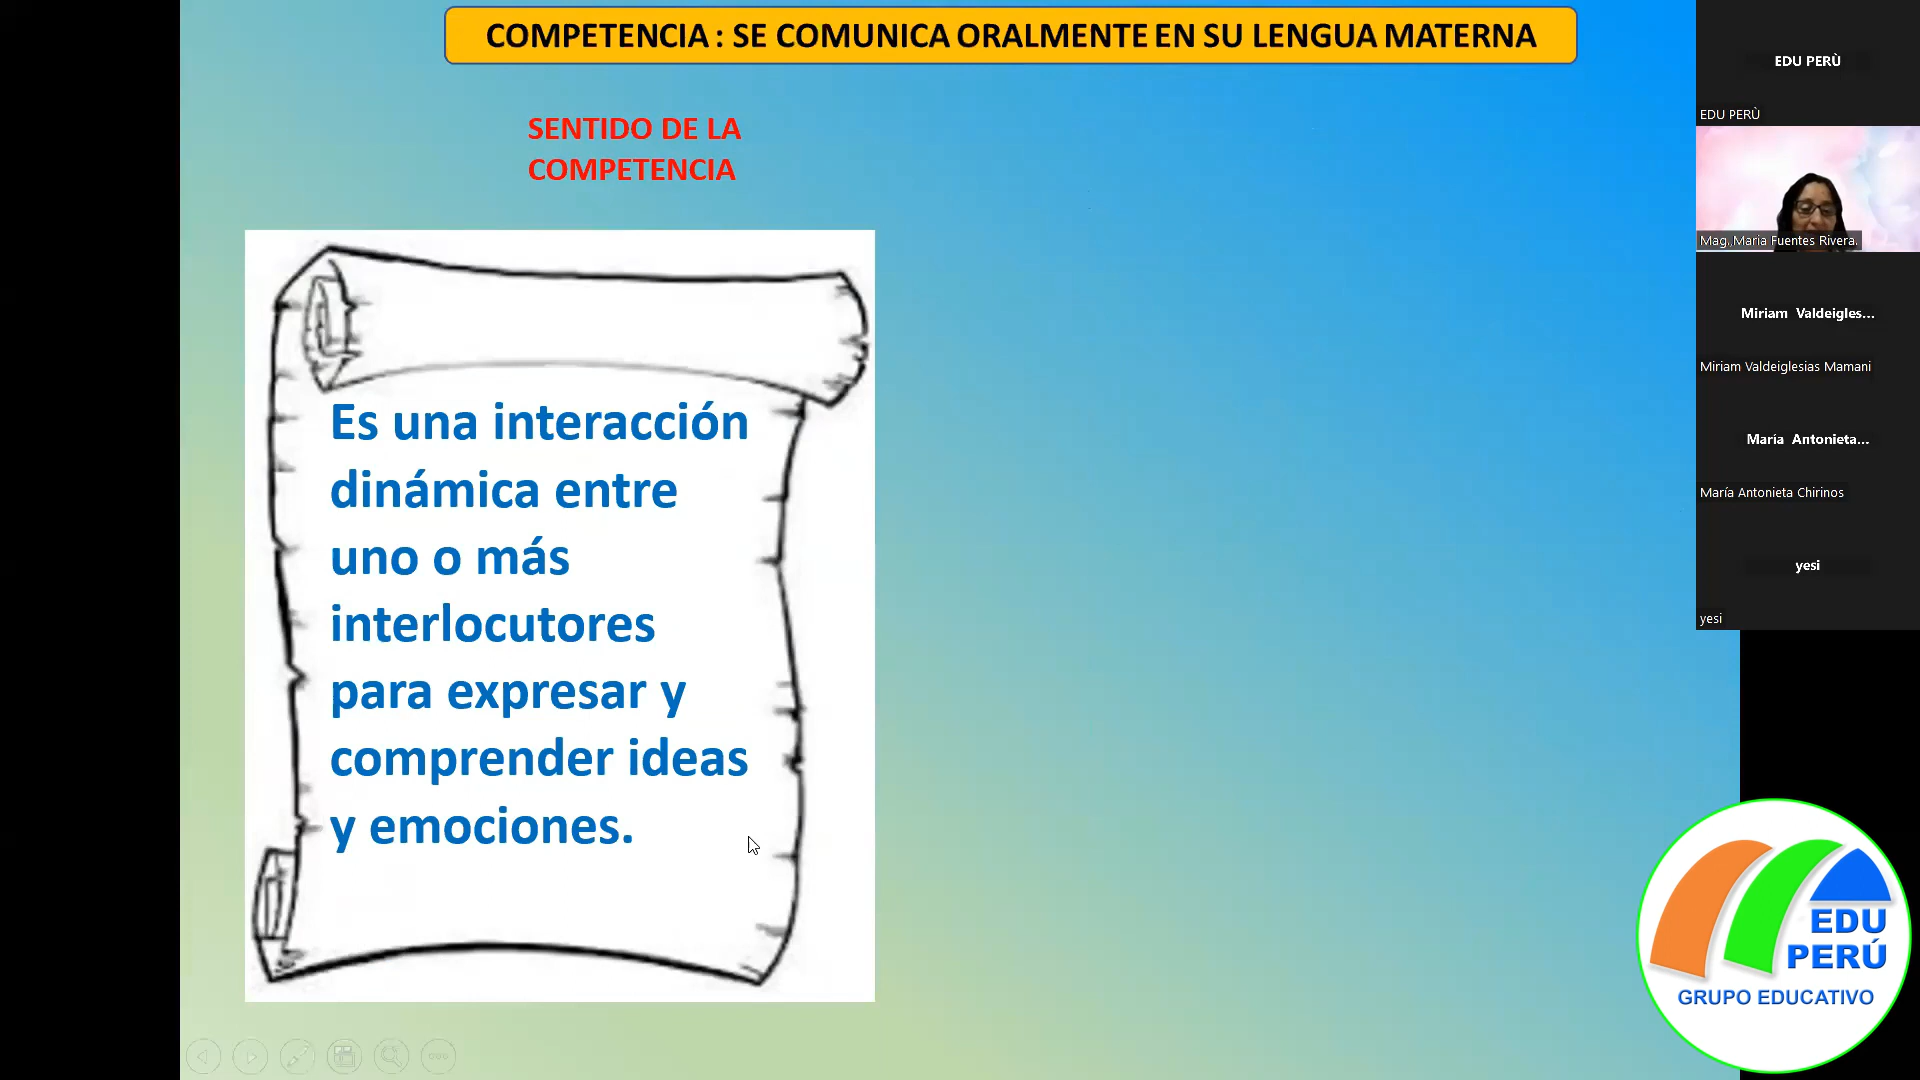 COMPETENCIA : SE COMUNICA ORALMENTE EN SU LENGUA MATERNA
SENTIDO DE LA
COMPETENCIA
Es una interacción
dinámica entre
uno o más
interlocutores
para expresar y
comprender ideas
y emociones.
EDU PERÙ
EDU PERÙ
Mag. Maria Fuentes Rivera.
Miriam Valdeigles...
Miriam Valdeiglesias Mamani
María Antonieta...
María Antonieta Chirinos
yesi
yesi
EDU
PERÚ
GRUPO EDUCATIVO